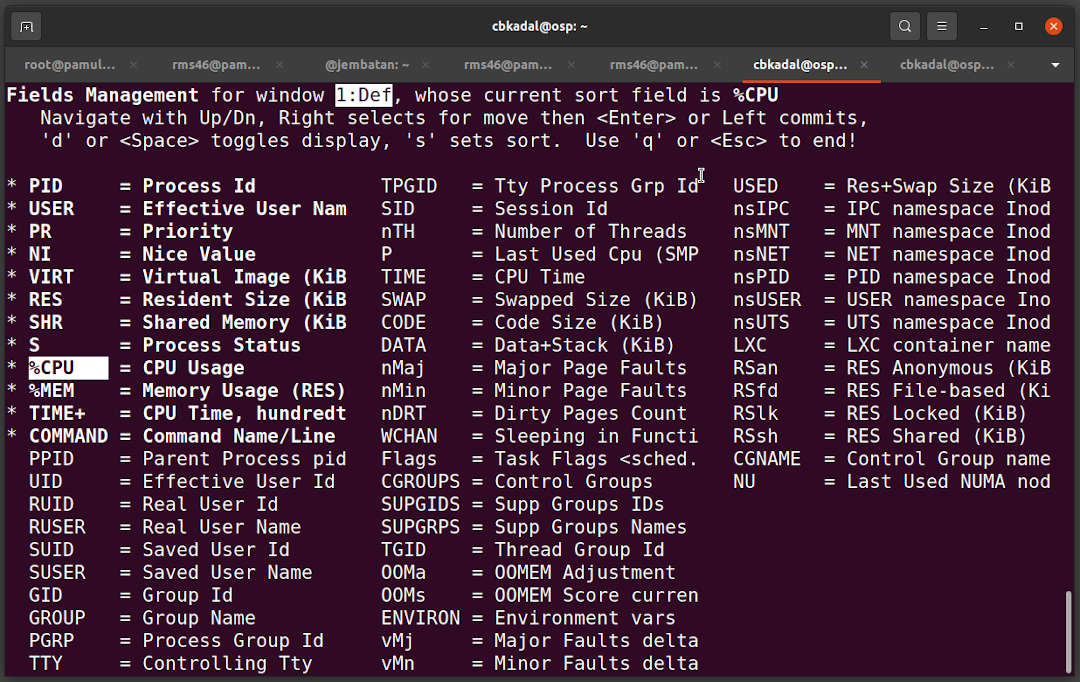 cbkadal@osp: ~
root@pamul... rms46@pam... @jembatan: ~ rms46@pam... rms46@pam... cbkadal@osp... cbkadal@osp...
Fields Management for window 1:Def, whose current sort field is %CPU
Navigate with Up/Dn, Right selects for move then <Enter> or Left commits,
'd' or <Space> toggles display, 's' sets sort. Use 'q' or <Esc> to end!
* PID = Process Id TPGID = Tty Process Grp Id USED = Res+Swap Size (KiB
* USER = Effective User Nam SID = Session Id nsIPC = IPC namespace Inod
* PR = Priority nTH = Number of Threads nsMNT = MNT namespace Inod
* NI = Nice Value P = Last Used Cpu (SMP nsNET = NET namespace Inod
* VIRT = Virtual Image (KiB TIME = CPU Time nsPID = PID namespace Inod
* RES = Resident Size (KiB SWAP = Swapped Size (KiB) nsUSER = USER namespace Ino
* SHR = Shared Memory (KiB CODE = Code Size (KiB) nsUTS = UTS namespace Inod
* S = Process Status DATA = Data+Stack (KiB) LXC = LXC container name
* %CPU = CPU Usage nMaj = Major Page Faults RSan = RES Anonymous (KiB
* %MEM = Memory Usage (RES) nMin = Minor Page Faults RSfd = RES File-based (Ki
* TIME+ = CPU Time, hundredt nDRT = Dirty Pages Count RSlk = RES Locked (KiB)
* COMMAND = Command Name/Line WCHAN = Sleeping in Functi RSsh = RES Shared (KiB)
PPID = Parent Process pid Flags = Task Flags <sched. CGNAME = Control Group name
UID = Effective User Id CGROUPS = Control Groups NU = Last Used NUMA nod
RUID = Real User Id SUPGIDS = Supp Groups IDs
RUSER = Real User Name SUPGRPS = Supp Groups Names
SUID = Saved User Id TGID = Thread Group Id
SUSER = Saved User Name OOMa = OOMEM Adjustment
GID = Group Id OOMs = OOMEM Score curren
GROUP = Group Name ENVIRON = Environment vars
PGRP = Process Group Id vMj = Major Faults delta
TTY = Controlling Tty vMn = Minor Faults delta